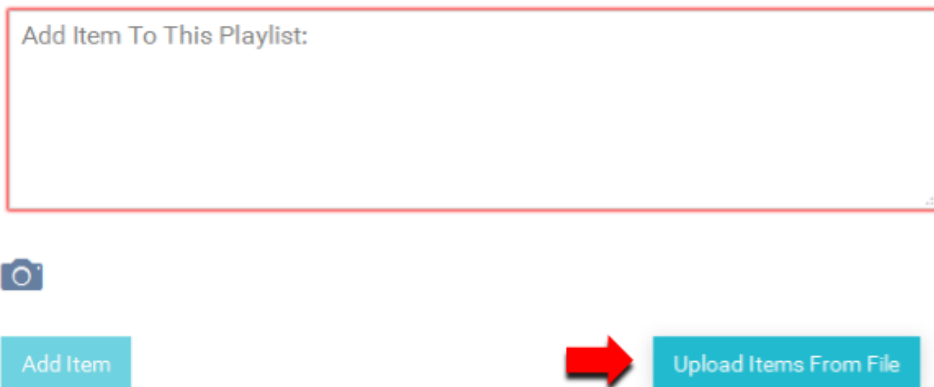 Add Item To This Playlist:
Add Item
Upload Items From File